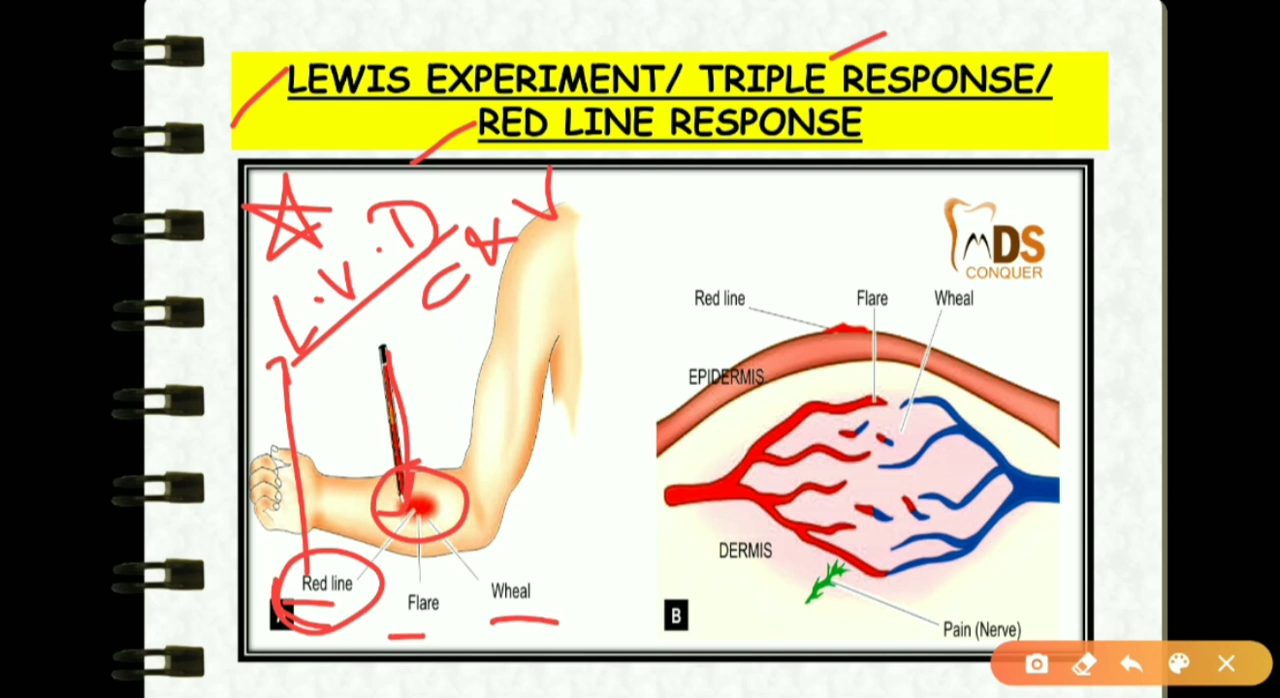 LEWIS EXPERIMENT/ TRIPLE RESPONSE/
RED LINE RESPONSE
L.V.D
C & V
MDS
CONQUER
Red line
Flare
Wheal
Red line
Flare
Wheal
EPIDERMIS
DERMIS
B
Pain (Nerve)